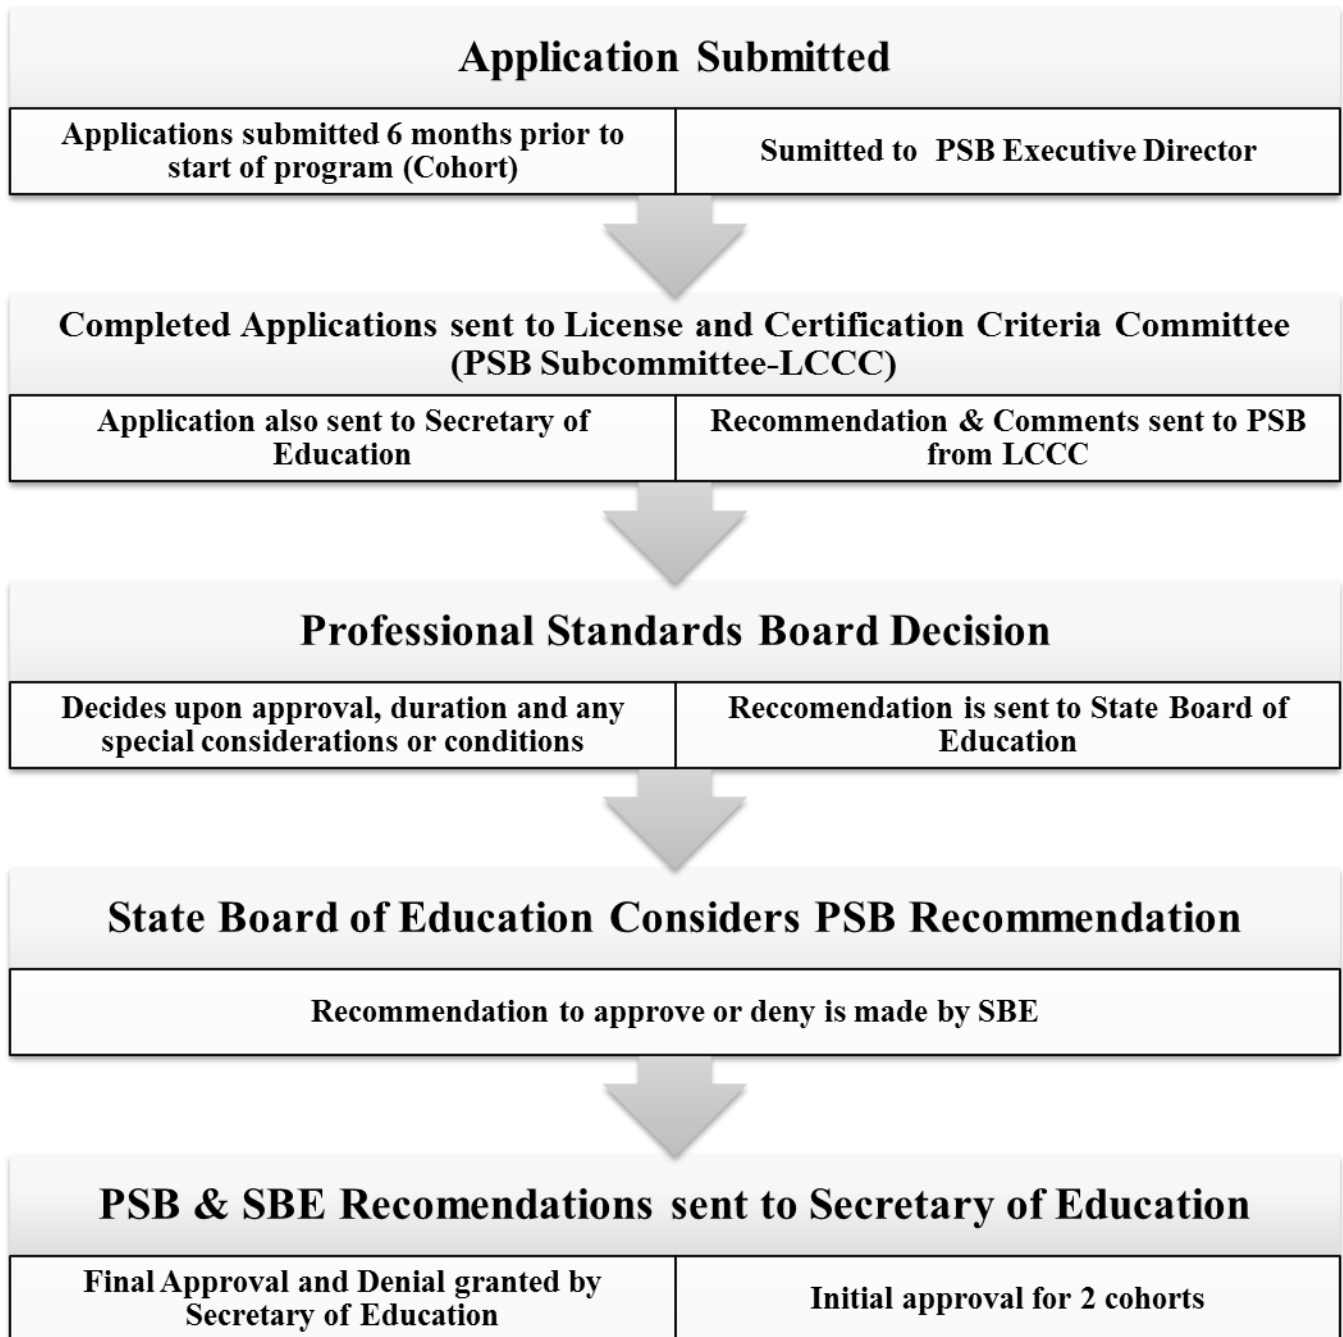 Application Submitted
Applications submitted 6 months prior to
start of program (Cohort)
Sumitted to PSB Executive Director
Completed Applications sent to License and Certification Criteria Committee
(PSB Subcommittee-LCCC)
Application also sent to Secretary of
Education
Recommendation & Comments sent to PSB
from LCCC
Professional Standards Board Decision
Decides upon approval, duration and any
special considerations or conditions
Reccomendation is sent to State Board of
Education
State Board of Education Considers PSB Recommendation
Recommendation to approve or deny is made by SBE
PSB & SBE Recomendations sent to Secretary of Education
Final Approval and Denial granted by
Secretary of Education
Initial approval for 2 cohorts